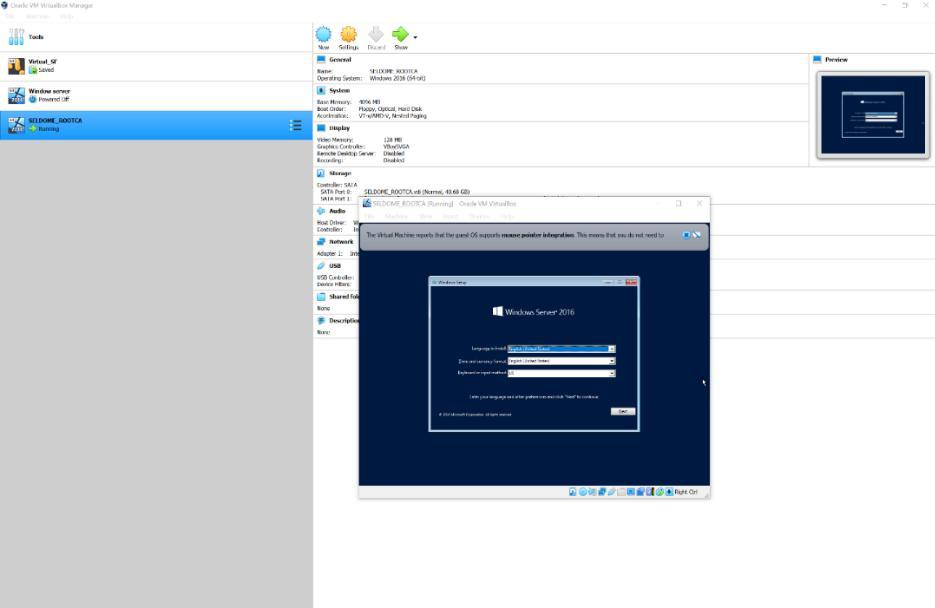 Oracle VM VirtualBox Manager
File Machine Help
Tools
Virtual_SF
Saved
Window server
Powered Off
SELDOME_ROOTCA
Running
New Settings Discard Show
General
Name: SELDOME_ROOTCA
Operating System: Windows 2016 (64-bit)
System
Base Memory: 4096 MB
Boot Order: Floppy, Optical, Hard Disk
Acceleration: VT-x/AMD-V, Nested Paging
Display
Video Memory: 128 MB
Graphics Controller: VBoxSVGA
Remote Desktop Server: Disabled
Recording: Disabled
Storage
Controller: SATA
SATA Port 0: SELDOME_ROOTCA.vdi (Normal, 48.68 GB)
SATA Port 1:
Audio
Host Driver:
Controller:
Network
Adapter 1: Inte
USB
USB Controller:
Device Filters:
Shared fol
None
Description
None
Preview
SELDOME_ROOTCA [Running] - Oracle VM VirtualBox
File Machine View Input Devices Help
The Virtual Machine reports that the guest OS supports mouse pointer integration. This means that you do not need to
Windows Setup
Windows Server 2016
Language to install: English (United States)
Time and currency format: English (United States)
Keyboard or input method: US
Enter your language and other preferences and click "Next" to continue.
© 2016 Microsoft Corporation. All rights reserved.
Next
Right Ctrl